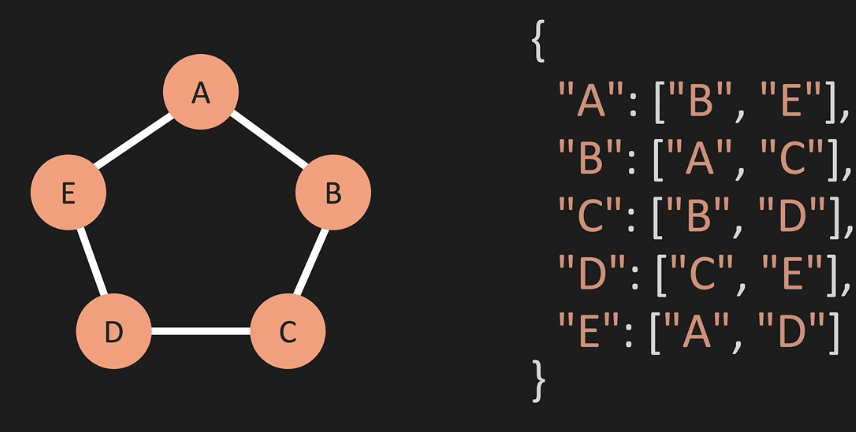 A
E
B
D
C
{
"A": ["B", "E"],
"B": ["A", "C"],
"C": ["B", "D"],
"D": ["C", "E"],
"E": ["A", "D"]
}